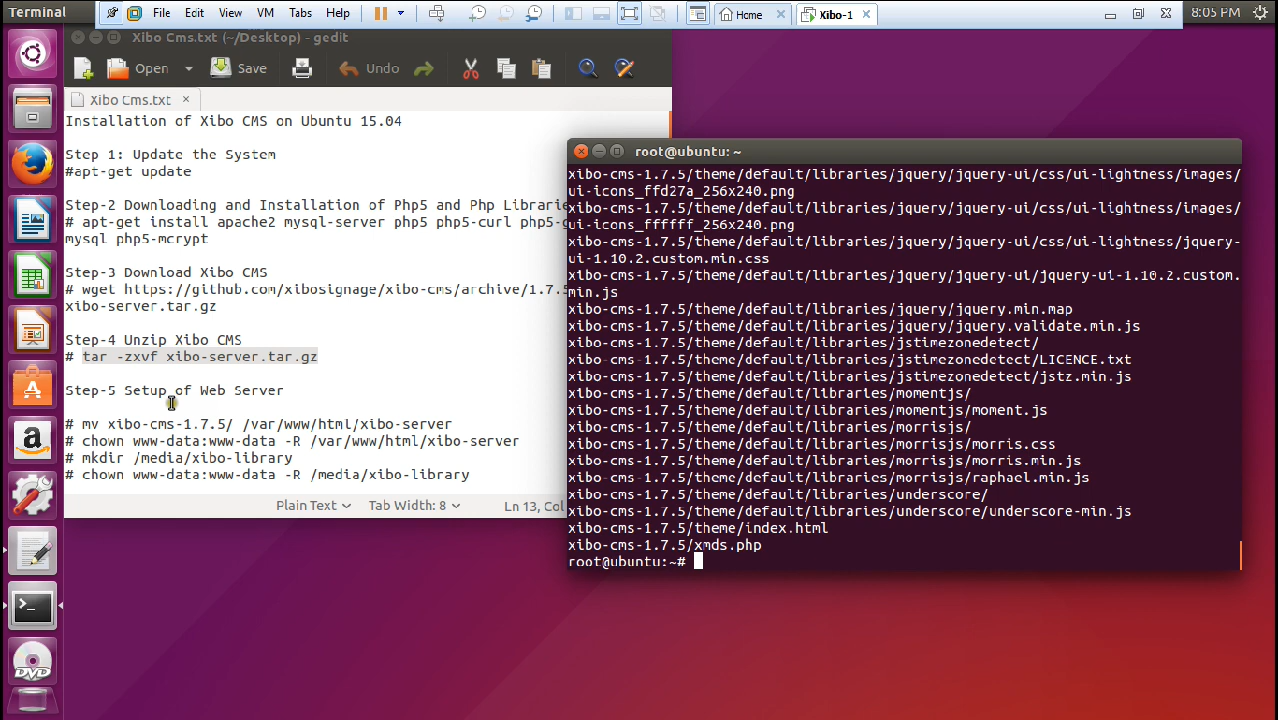 Terminal
File Edit View VM Tabs Help
Home
Xibo-1
8:05 PM
Xibo Cms.txt (~/Desktop) - gedit
Open Save Undo
Xibo Cms.txt
Installation of Xibo CMS on Ubuntu 15.04
Step 1: Update the System
#apt-get update
Step-2 Downloading and Installation of Php5 and Php Librarie
# apt-get install apache2 mysql-server php5 php5-curl php5-g
mysql php5-mcrypt
Step-3 Download Xibo CMS
# wget https://github.com/xibosignage/xibo-cms/archive/1.7.5
xibo-server.tar.gz
Step-4 Unzip Xibo CMS
# tar -zxvf xibo-server.tar.gz
Step-5 Setup of Web Server
# mv xibo-cms-1.7.5/ /var/www/html/xibo-server
# chown www-data:www-data -R /var/www/html/xibo-server
# mkdir /media/xibo-library
# chown www-data:www-data -R /media/xibo-library
Plain Text Tab Width: 8 Ln 13, Col
root@ubuntu: ~
xibo-cms-1.7.5/theme/default/libraries/jquery/jquery-ui/css/ui-lightness/images/
ui-icons_ffd27a_256x240.png
xibo-cms-1.7.5/theme/default/libraries/jquery/jquery-ui/css/ui-lightness/images/
ui-icons_ffffff_256x240.png
xibo-cms-1.7.5/theme/default/libraries/jquery/jquery-ui/css/ui-lightness/jquery-
ui-1.10.2.custom.min.css
xibo-cms-1.7.5/theme/default/libraries/jquery/jquery-ui/jquery-ui-1.10.2.custom.
min.js
xibo-cms-1.7.5/theme/default/libraries/jquery/jquery.min.map
xibo-cms-1.7.5/theme/default/libraries/jquery/jquery.validate.min.js
xibo-cms-1.7.5/theme/default/libraries/jstimezonedetect/
xibo-cms-1.7.5/theme/default/libraries/jstimezonedetect/LICENCE.txt
xibo-cms-1.7.5/theme/default/libraries/jstimezonedetect/jstz.min.js
xibo-cms-1.7.5/theme/default/libraries/momentjs/
xibo-cms-1.7.5/theme/default/libraries/momentjs/moment.js
xibo-cms-1.7.5/theme/default/libraries/morrisjs/
xibo-cms-1.7.5/theme/default/libraries/morrisjs/morris.css
xibo-cms-1.7.5/theme/default/libraries/morrisjs/morris.min.js
xibo-cms-1.7.5/theme/default/libraries/morrisjs/raphael.min.js
xibo-cms-1.7.5/theme/default/libraries/underscore/
xibo-cms-1.7.5/theme/default/libraries/underscore/underscore-min.js
xibo-cms-1.7.5/theme/index.html
xibo-cms-1.7.5/xmds.php
root@ubuntu:~#
DVD